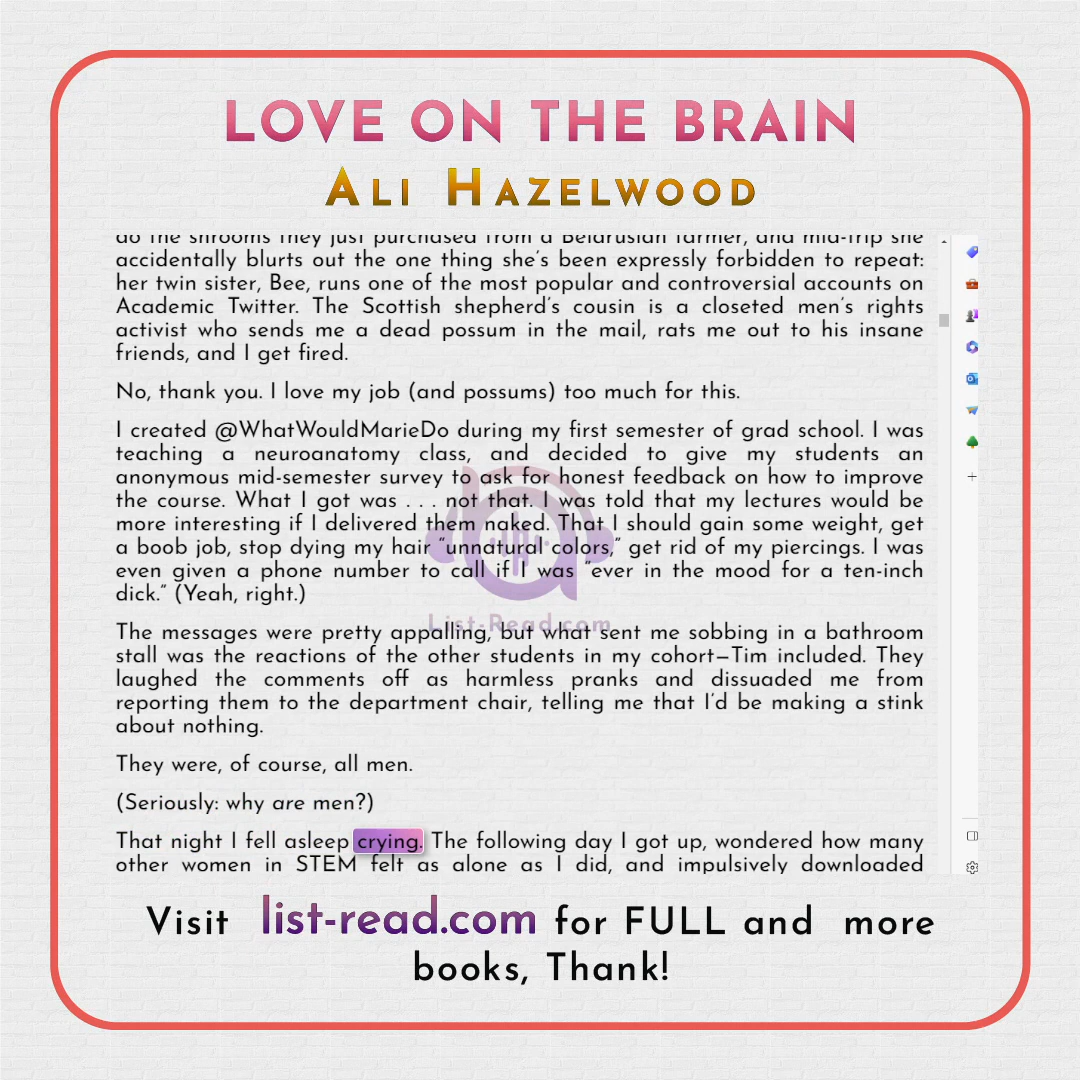 LOVE ON THE BRAIN
ALI HAZELWOOD
do the shrooms they just purchased from a Belarusian farmer, and mid-trip she
accidentally blurts out the one thing she's been expressly forbidden to repeat:
her twin sister, Bee, runs one of the most popular and controversial accounts on
Academic Twitter. The Scottish shepherd's cousin is a closeted men's rights
activist who sends me a dead possum in the mail, rats me out to his insane
friends, and I get fired.
No, thank you. I love my job (and possums) too much for this.
I created @WhatWouldMarieDo during my first semester of grad school. I was
teaching a neuroanatomy class, and decided to give my students an
anonymous mid-semester survey to ask for honest feedback on how to improve
the course. What I got was . . . not that. I was told that my lectures would be
more interesting if I delivered them naked. That I should gain some weight, get
a boob job, stop dying my hair “unnatural colors,” get rid of my piercings. I was
even given a phone number to call if I was “ever in the mood for a ten-inch
dick.” (Yeah, right.)
List-Read.com
The messages were pretty appalling, but what sent me sobbing in a bathroom
stall was the reactions of the other students in my cohort—Tim included. They
laughed the comments off as harmless pranks and dissuaded me from
reporting them to the department chair, telling me that I'd be making a stink
about nothing.
They were, of course, all men.
(Seriously: why are men?)
That night I fell asleep crying. The following day I got up, wondered how many
other women in STEM felt as alone as I did, and impulsively downloaded
Visit list-read.com for FULL and more
books, Thank!